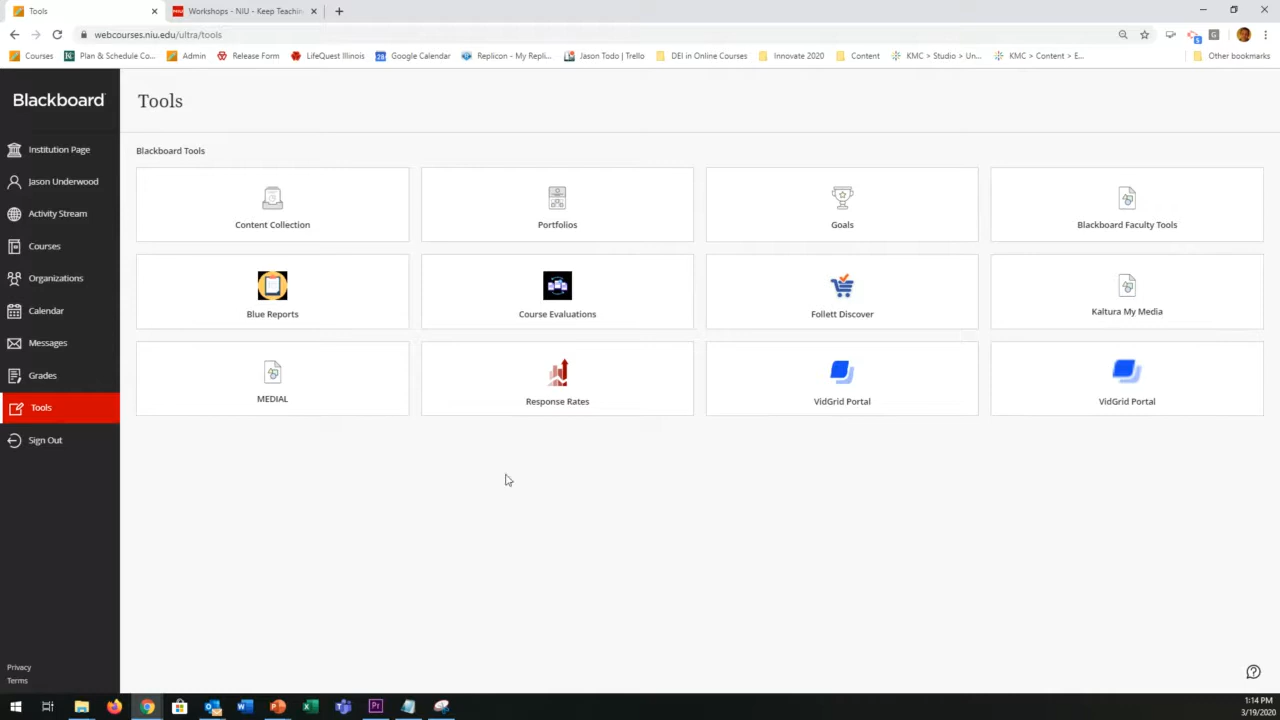 Tools
Workshops - NIU - Keep Teachin
webcourses.niu.edu/ultra/tools
Courses
Plan & Schedule Co...
Admin
Release Form
LifeQuest Illinois
Google Calendar
Replicon - My Repli...
Jason Todo | Trello
DEI in Online Courses
Innovate 2020
Content
KMC > Studio > Un...
KMC > Content > E...
Other bookmarks
Blackboard
Institution Page
Jason Underwood
Activity Stream
Courses
Organizations
Calendar
Messages
Grades
Tools
Sign Out
Privacy
Terms
Tools
Blackboard Tools
Content Collection
Portfolios
Goals
Blackboard Faculty Tools
Blue Reports
Course Evaluations
Follett Discover
Kaltura My Media
MEDIAL
Response Rates
VidGrid Portal
VidGrid Portal
1:14 PM
3/19/2020